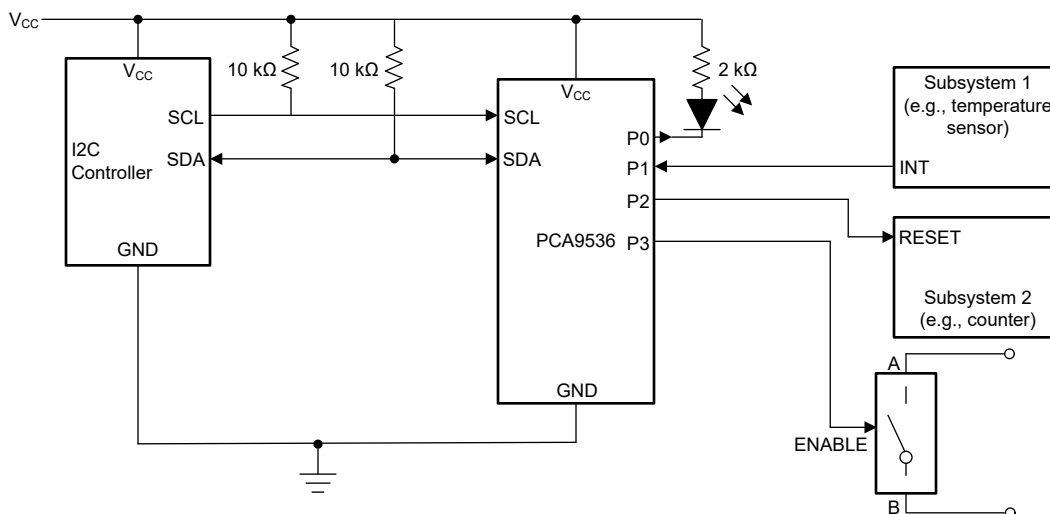 VCC
10 kΩ
10 kΩ
2 kΩ
VCC
SCL
SDA
I2C
Controller
GND
VCC
SCL
SDA
P0
P1
P2
P3
PCA9536
GND
Subsystem 1
(e.g., temperature
sensor)
INT
RESET
Subsystem 2
(e.g., counter)
A
ENABLE
B